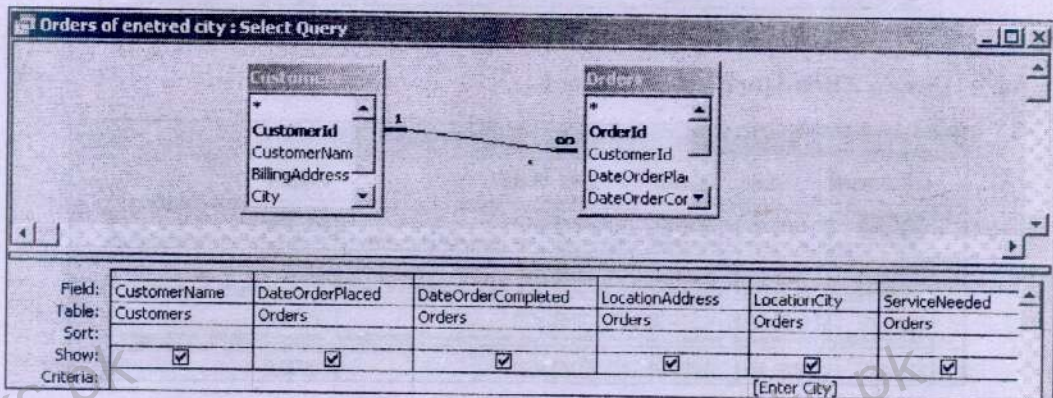 Orders of enetred city : Select Query
Customers
*
CustomerId
CustomerNam
BillingAddress
City
1
∞
Orders
*
OrderId
CustomerId
DateOrderPla
DateOrderCor
Field: CustomerName DateOrderPlaced DateOrderCompleted LocationAddress LocationCity ServiceNeeded
Table: Customers Orders Orders Orders Orders Orders
Sort:
Show:
Criteria: [Enter City]
pk